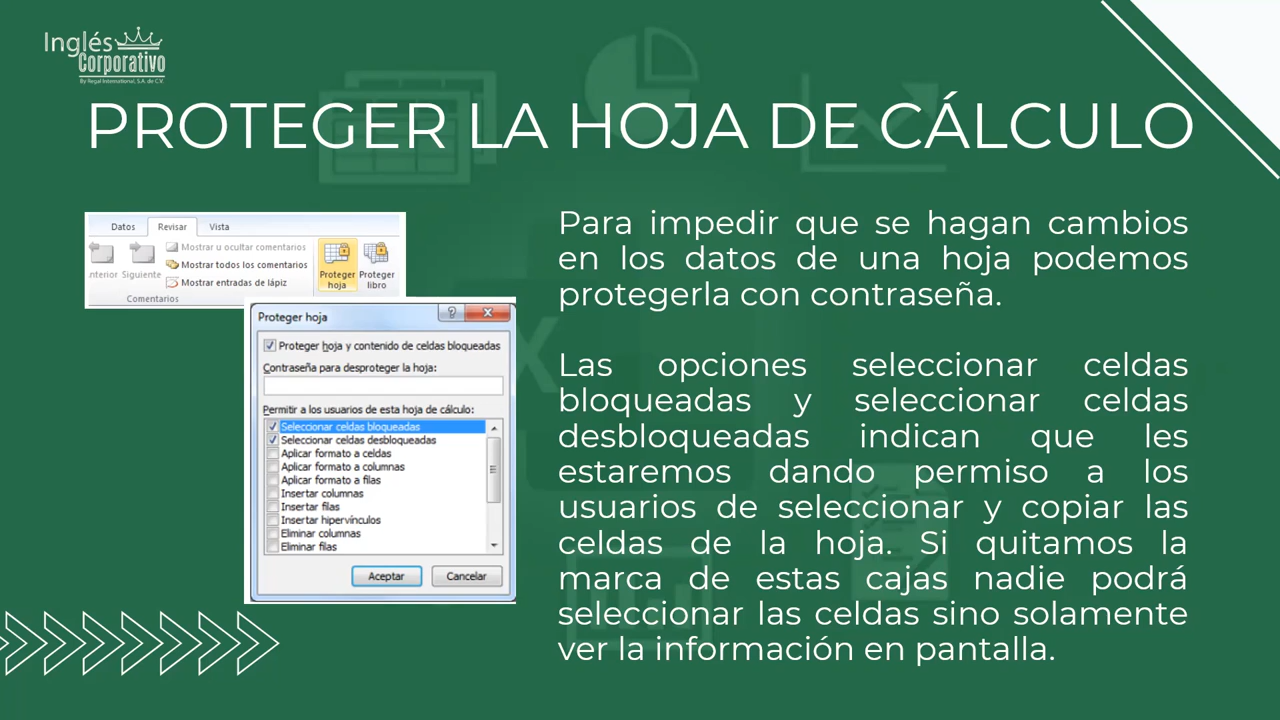 Inglés
Corporativo
By Regal International, S.A. de C.V.
PROTEGER LA HOJA DE CÁLCULO
Datos Revisar Vista
Mostrar u ocultar comentarios
Mostrar todos los comentarios
Mostrar entradas de lápiz
nterior Siguiente
Comentarios
Proteger hoja
Proteger libro
Proteger hoja
Proteger hoja y contenido de celdas bloqueadas
Contraseña para desproteger la hoja:
Permitir a los usuarios de esta hoja de cálculo:
Seleccionar celdas bloqueadas
Seleccionar celdas desbloqueadas
Aplicar formato a celdas
Aplicar formato a columnas
Aplicar formato a filas
Insertar columnas
Insertar filas
Insertar hipervínculos
Eliminar columnas
Eliminar filas
Aceptar Cancelar
Para impedir que se hagan cambios
en los datos de una hoja podemos
protegerla con contraseña.
Las opciones seleccionar celdas
bloqueadas y seleccionar celdas
desbloqueadas indican que les
estaremos dando permiso a los
usuarios de seleccionar y copiar las
celdas de la hoja. Si quitamos la
marca de estas cajas nadie podrá
seleccionar las celdas sino solamente
ver la información en pantalla.